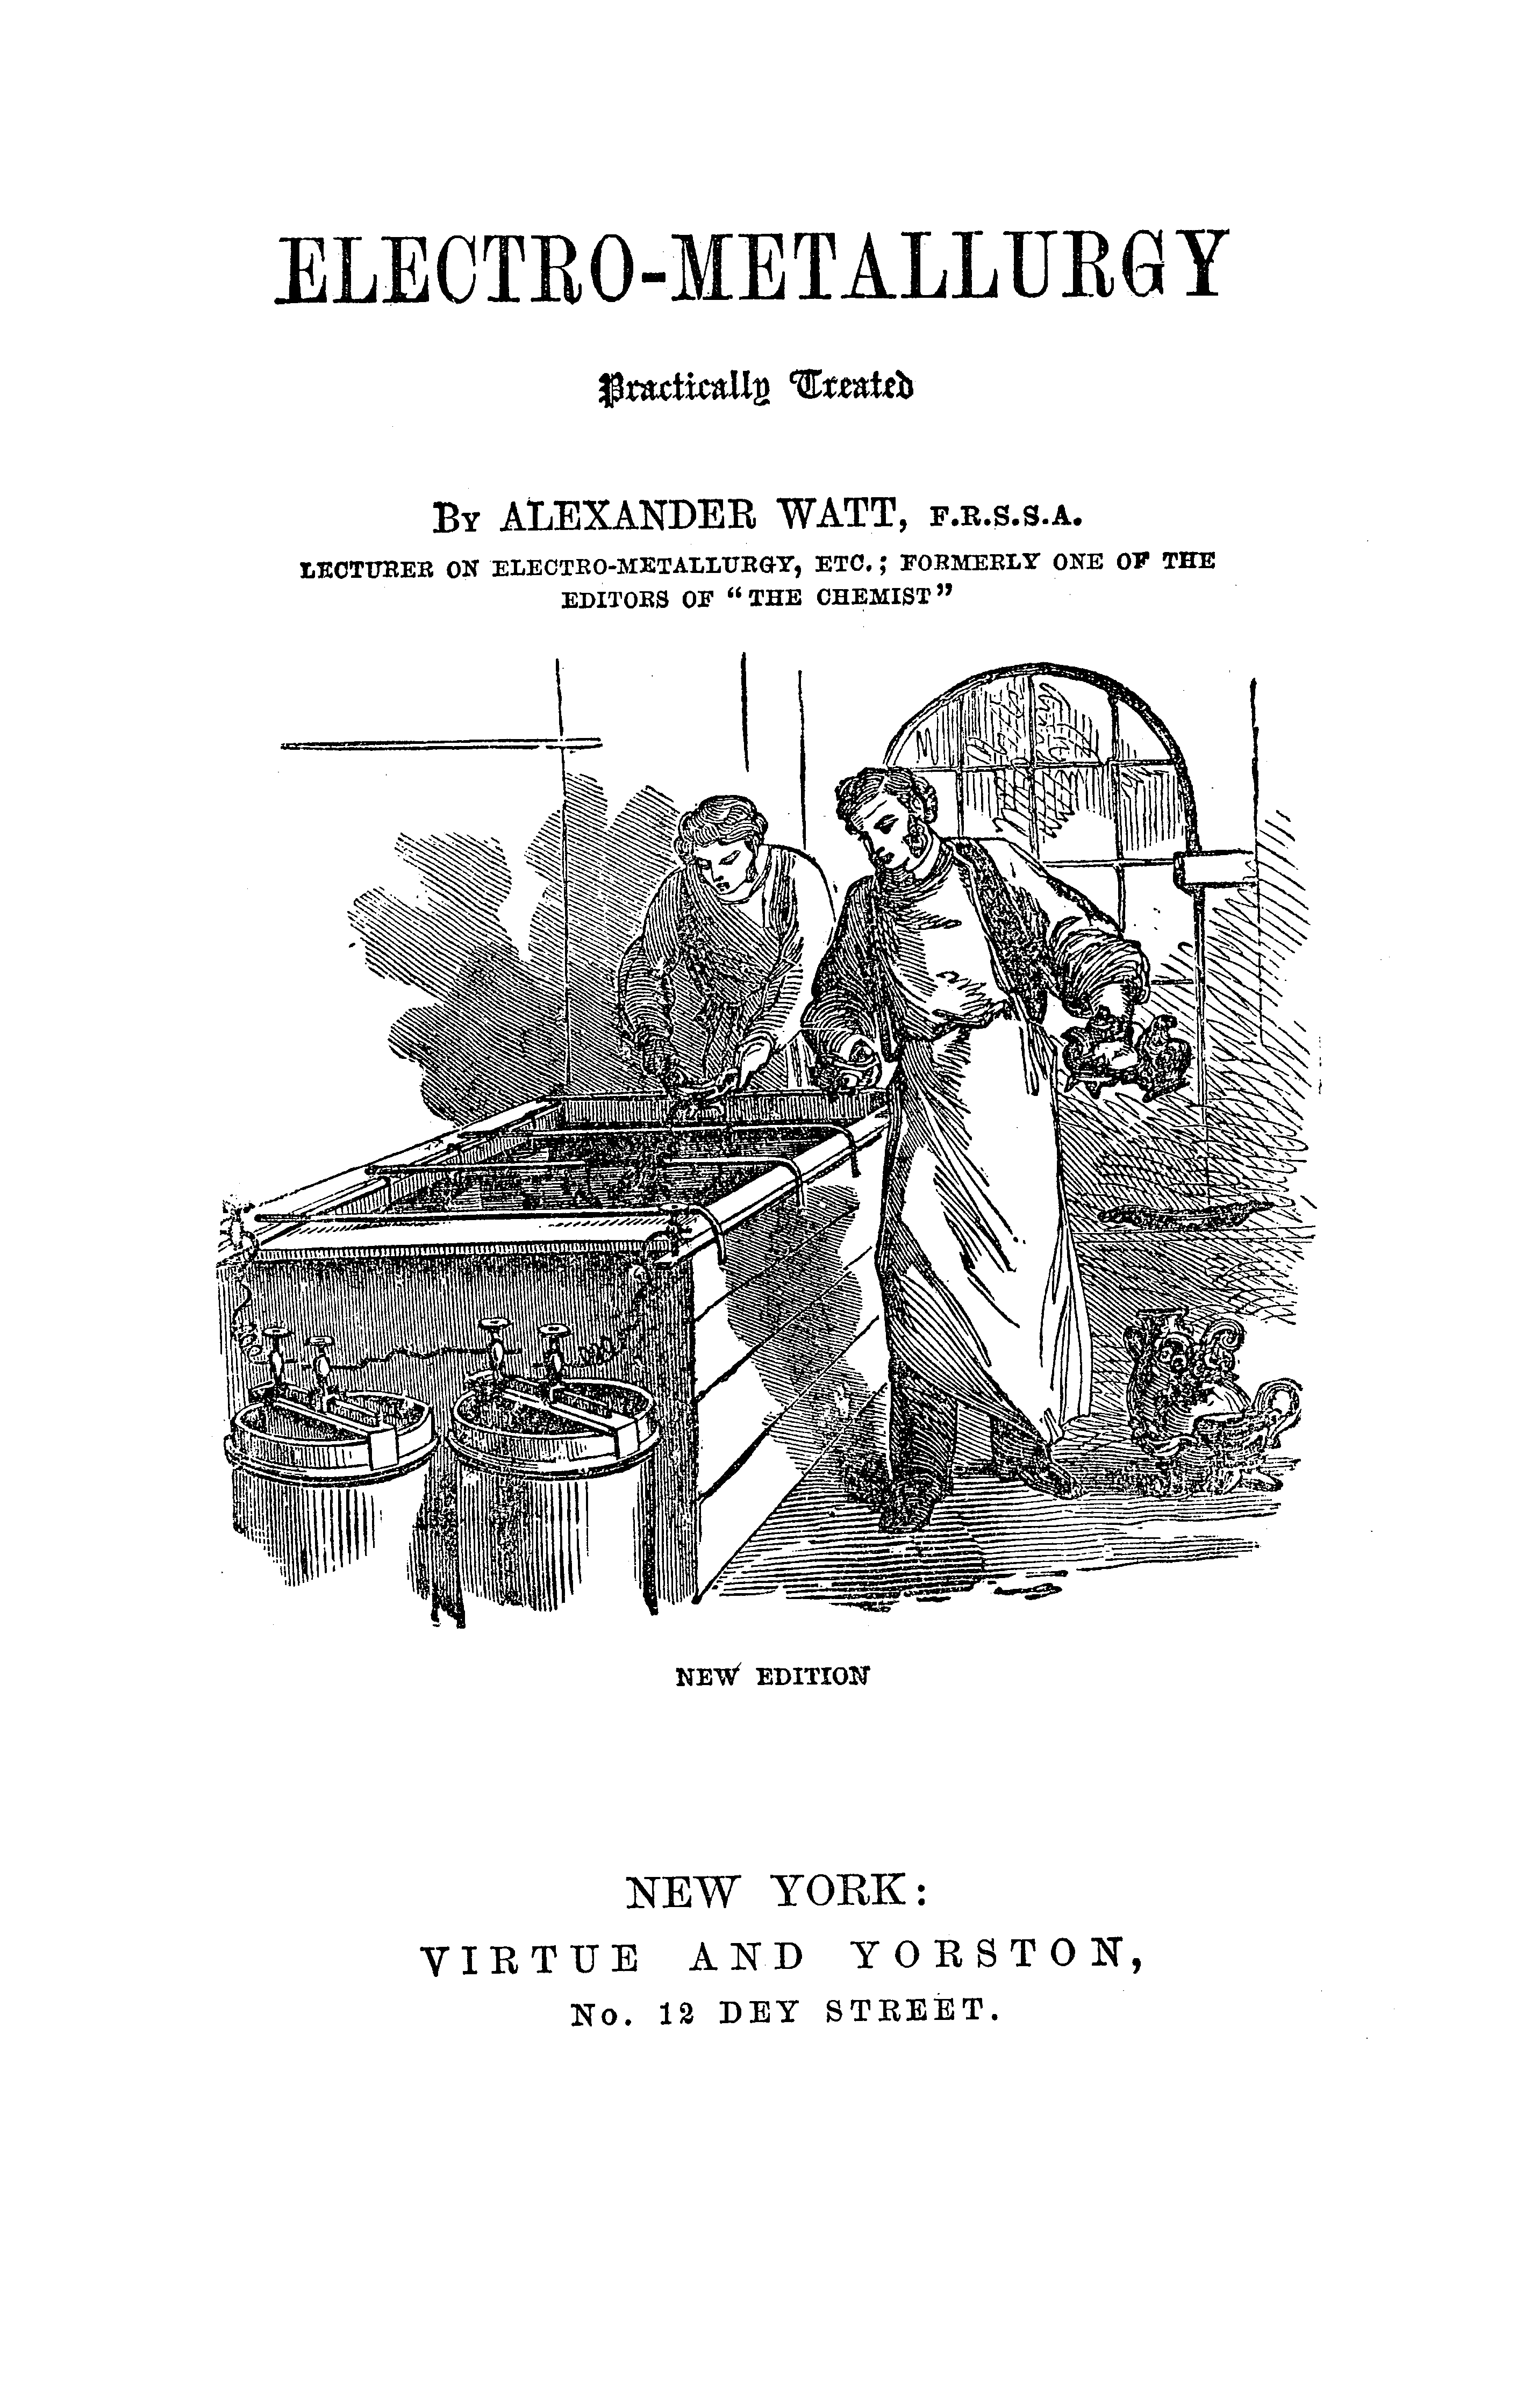 ELECTRO-METALLURGY
Practically Treated
BY ALEXANDER WATT, F.R.S.S.A.
LECTURER ON ELECTRO-METALLURGY, ETC.; FORMERLY ONE OF THE
EDITORS OF "THE CHEMIST"
NEW EDITION
NEW YORK:
VIRTUE AND YORSTON,
No. 12 DEY STREET.